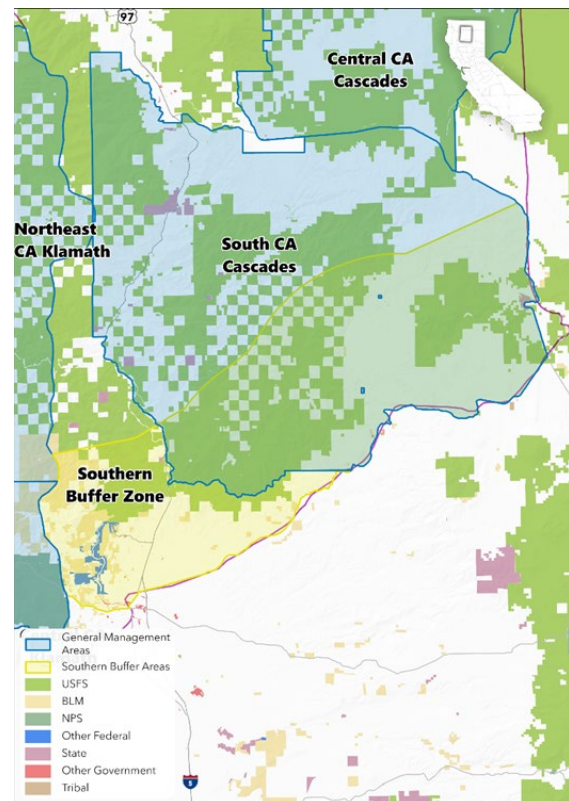 97
Central CA
Cascades
Northeast
CA Klamath
South CA
Cascades
Southern
Buffer Zone
General Management
Areas
Southern Buffer Areas
USFS
BLM
NPS
Other Federal
State
Other Government
Tribal
5